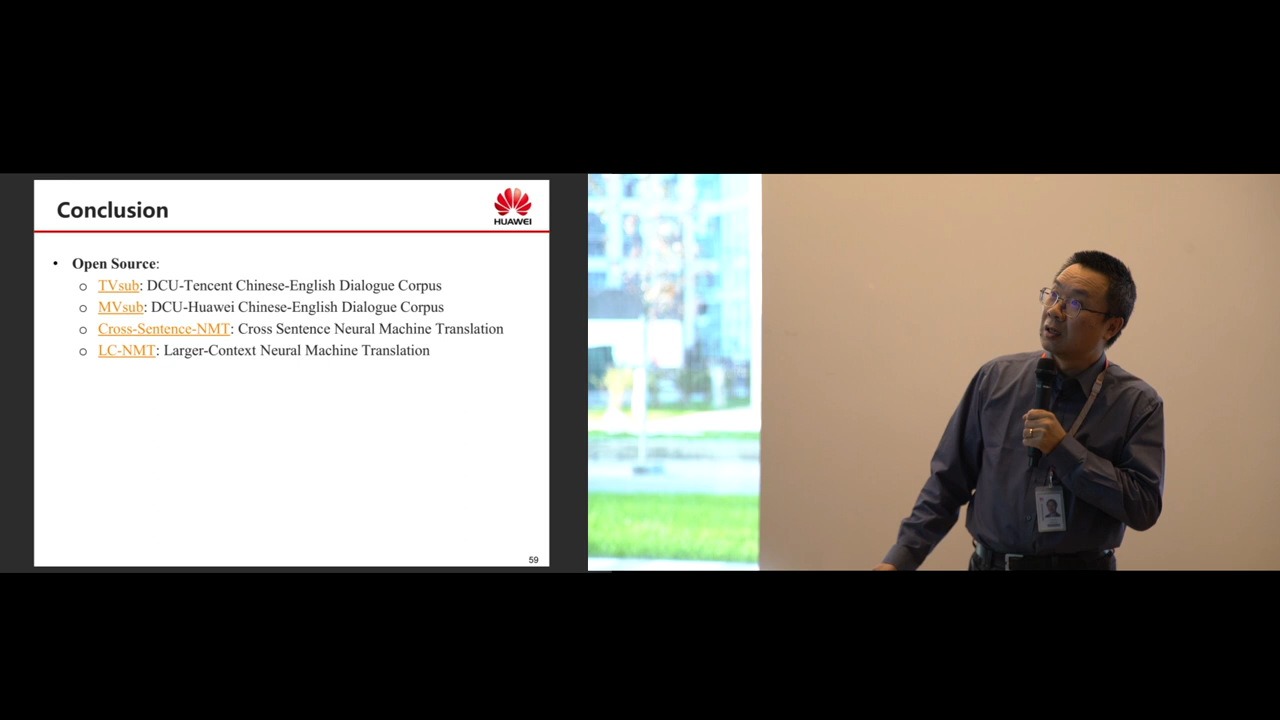 Conclusion
HUAWEI
• Open Source:
○ TVsub: DCU-Tencent Chinese-English Dialogue Corpus
○ MVsub: DCU-Huawei Chinese-English Dialogue Corpus
○ Cross-Sentence-NMT: Cross Sentence Neural Machine Translation
○ LC-NMT: Larger-Context Neural Machine Translation
59